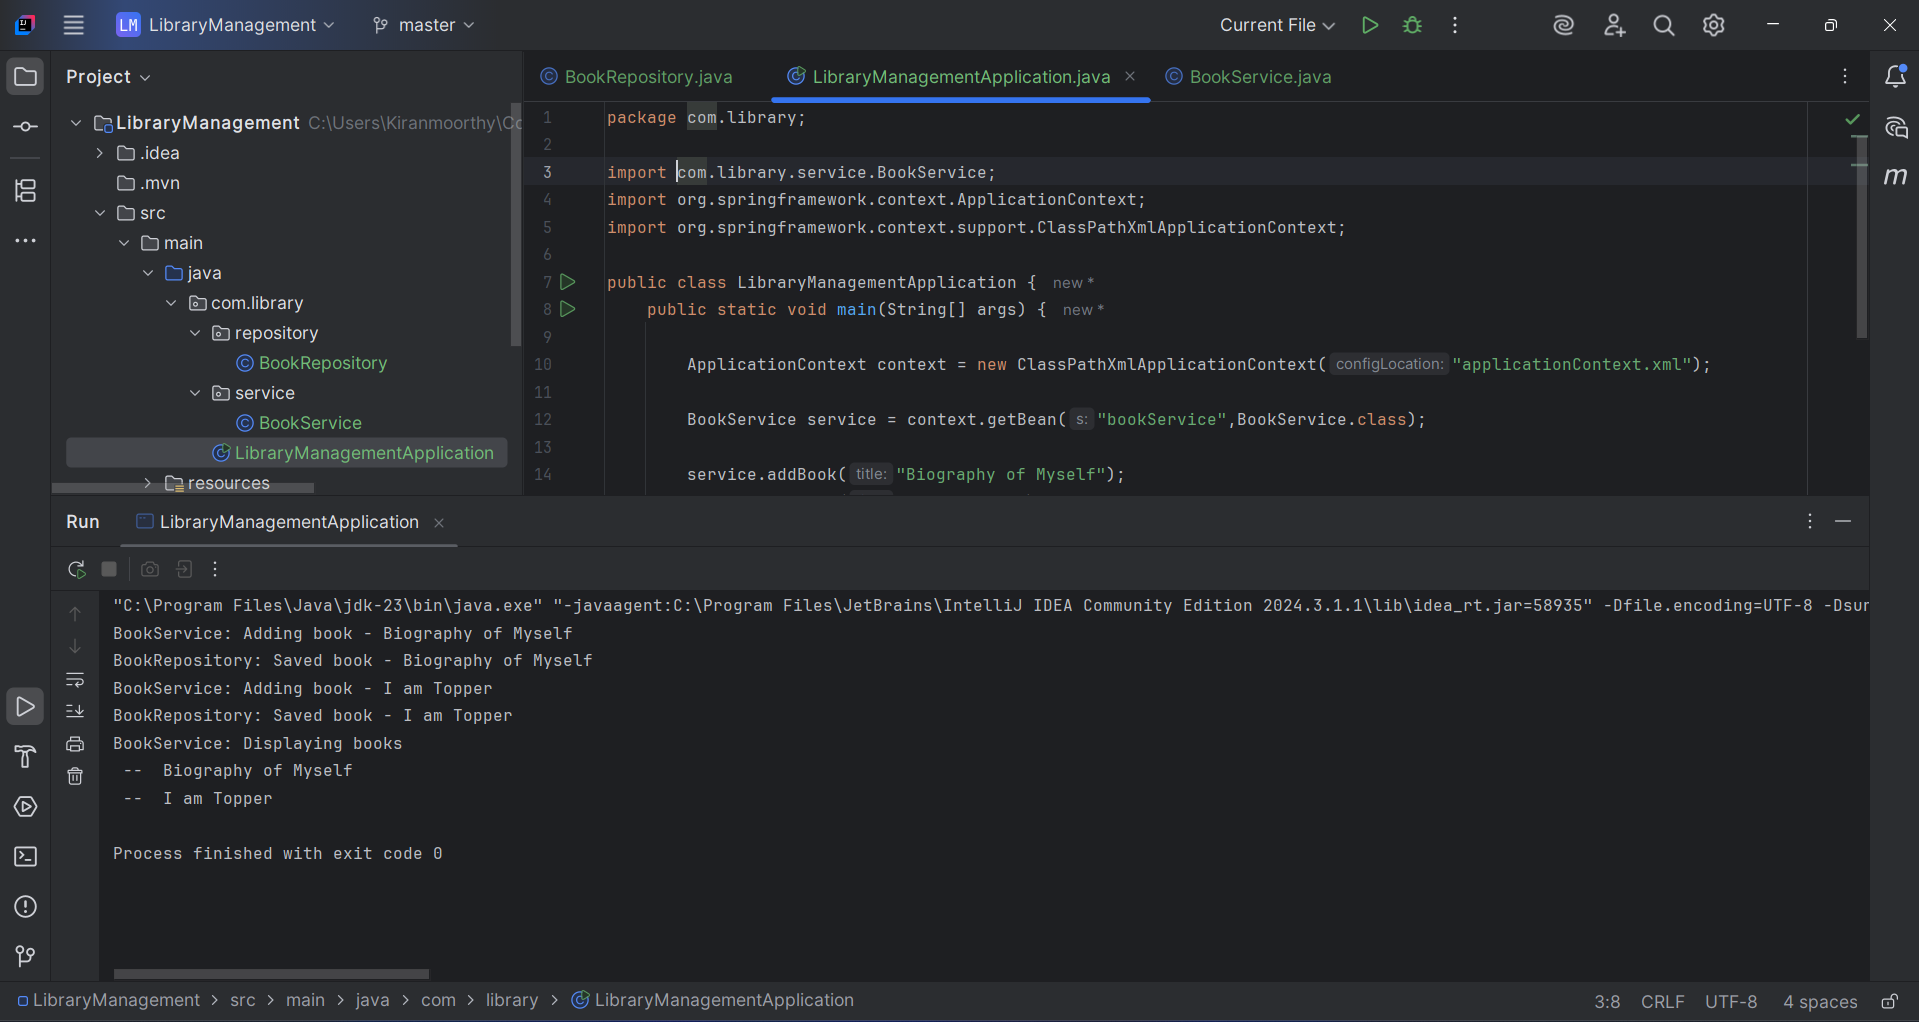 LM LibraryManagement master Current File
Project
LibraryManagement C:\Users\Kiranmoorthy\
.idea
.mvn
src
main
java
com.library
repository
BookRepository
service
BookService
LibraryManagementApplication
resources
BookRepository.java LibraryManagementApplication.java BookService.java
1 package com.library;
2
3 import com.library.service.BookService;
4 import org.springframework.context.ApplicationContext;
5 import org.springframework.context.support.ClassPathXmlApplicationContext;
6
7 public class LibraryManagementApplication { new *
8 public static void main(String[] args) { new *
9
10 ApplicationContext context = new ClassPathXmlApplicationContext( configLocation: "applicationContext.xml");
11
12 BookService service = context.getBean( s: "bookService",BookService.class);
13
14 service.addBook( title: "Biography of Myself");
m
Run LibraryManagementApplication
"C:\Program Files\Java\jdk-23\bin\java.exe" "-javaagent:C:\Program Files\JetBrains\IntelliJ IDEA Community Edition 2024.3.1.1\lib\idea_rt.jar=58935" -Dfile.encoding=UTF-8 -Dsu
BookService: Adding book - Biography of Myself
BookRepository: Saved book - Biography of Myself
BookService: Adding book - I am Topper
BookRepository: Saved book - I am Topper
BookService: Displaying books
-- Biography of Myself
-- I am Topper
Process finished with exit code 0
LibraryManagement > src > main > java > com > library > LibraryManagementApplication 3:8 CRLF UTF-8 4 spaces